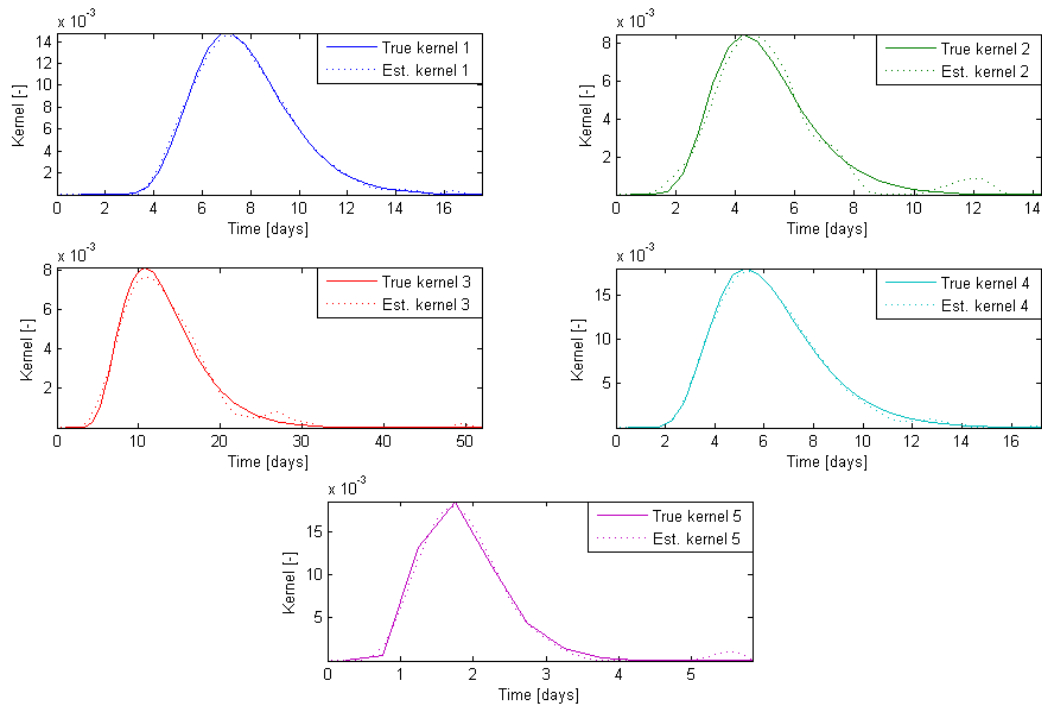 x 10-3
14
12
10
8
6
4
2
Kernel [-]
0 2 4 6 8 10 12 14 16
Time [days]
True kernel 1
Est. kernel 1
x 10-3
8
6
4
2
Kernel [-]
0 2 4 6 8 10 12 14
Time [days]
True kernel 2
Est. kernel 2
x 10-3
8
6
4
2
Kernel [-]
0 10 20 30 40 50
Time [days]
True kernel 3
Est. kernel 3
x 10-3
15
10
5
Kernel [-]
0 2 4 6 8 10 12 14 16
Time [days]
True kernel 4
Est. kernel 4
x 10-3
15
10
5
Kernel [-]
0 1 2 3 4 5
Time [days]
True kernel 5
Est. kernel 5